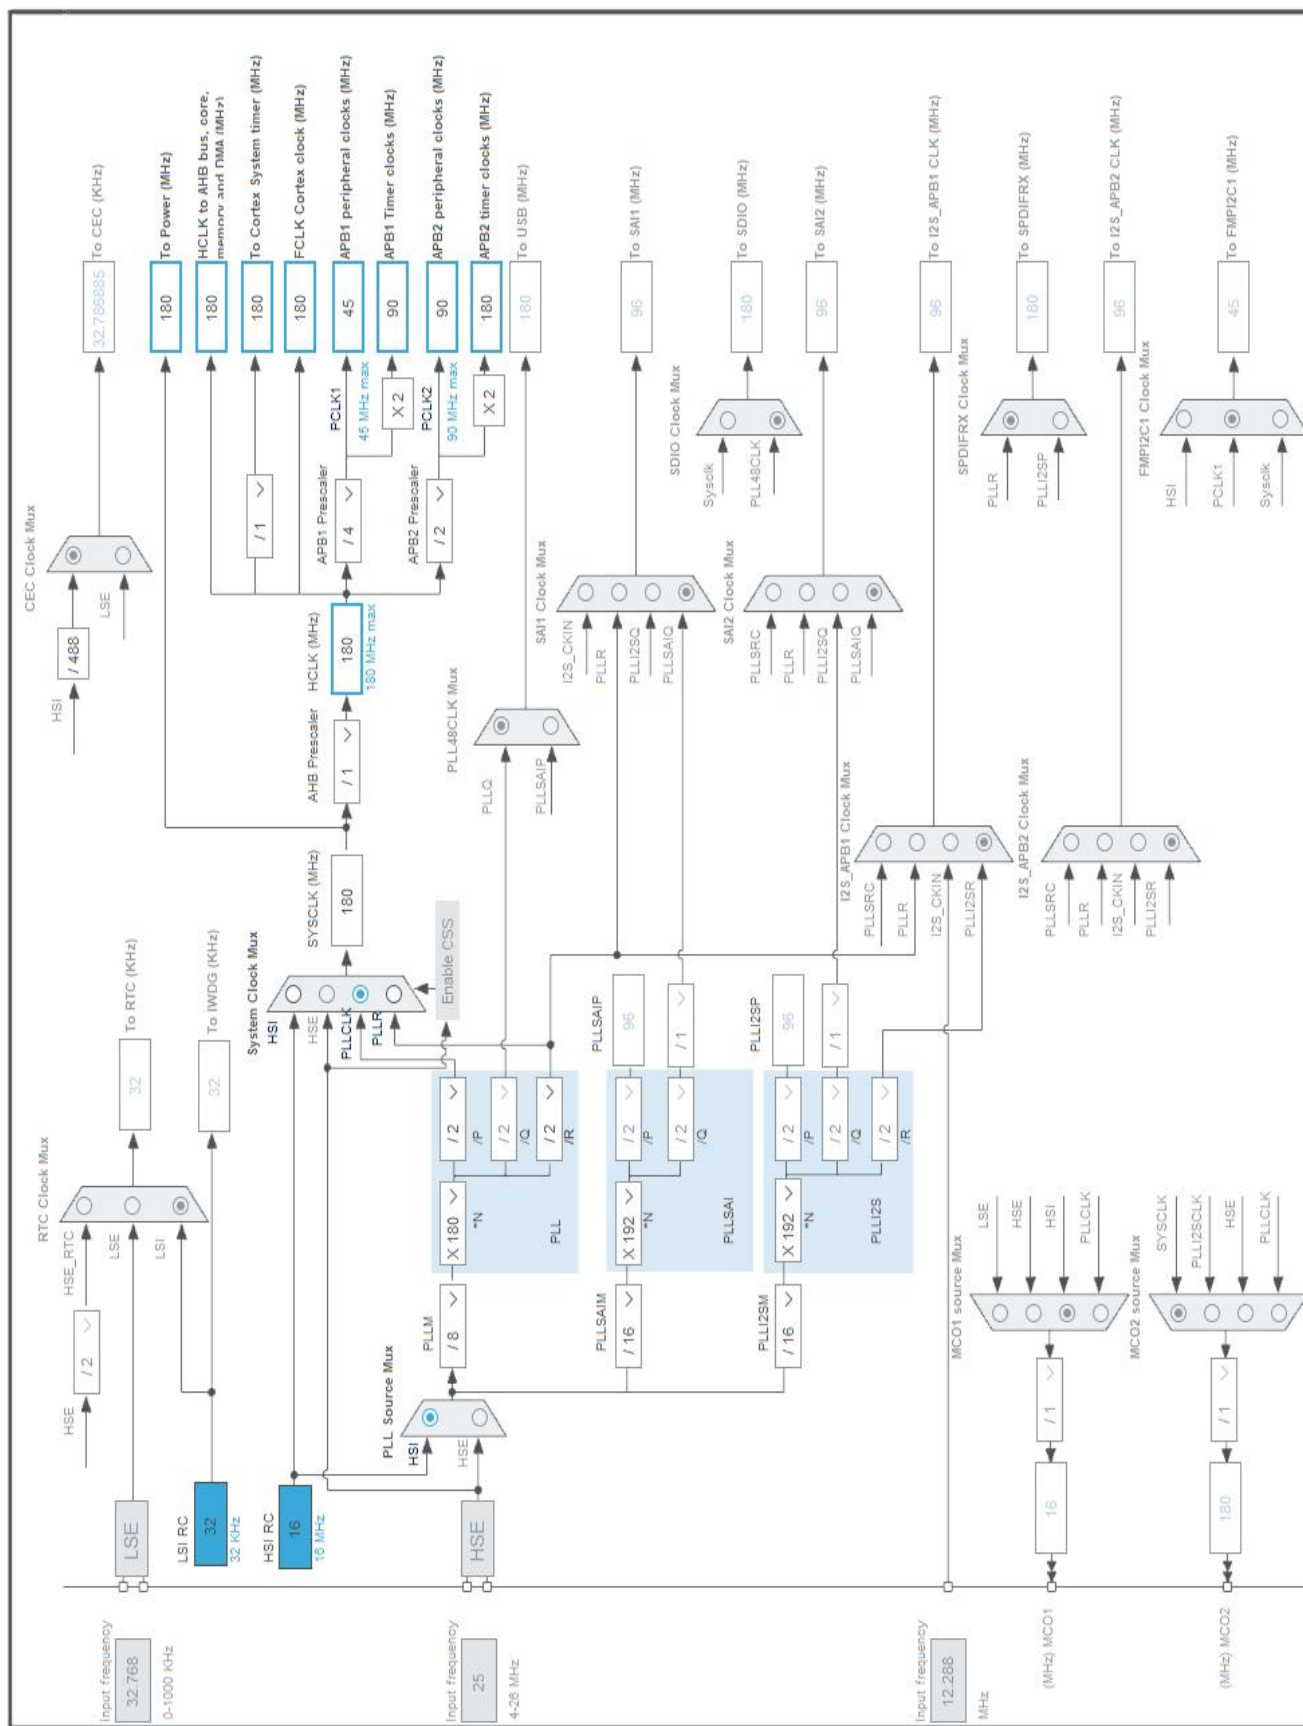 Input frequency
32.768
0-1000 KHz
LSE
HSE
/ 2
HSE_RTC
LSE
LSI
RTC Clock Mux
32
To RTC (KHz)
LSI RC
32
32 KHz
32
To IWDG (KHz)
HSI RC
16
16 MHz
Input frequency
25
4-26 MHz
HSE
PLL Source Mux
HSI
HSE
PLLM
/ 8
X 180
*N
/ 2
/P
/ 2
/Q
/ 2
/R
PLL
PLLSAIM
/ 16
X 192
*N
/ 2
/P
/ 2
/Q
PLLSAI
PLLSAIP
96
/ 1
PLLI2SM
/ 16
X 192
*N
/ 2
/P
/ 2
/Q
/ 2
/R
PLLI2S
PLLI2SP
96
/ 1
System Clock Mux
HSI
HSE
PLLCLK
PLLR
Enable CSS
SYSCLK (MHz)
180
AHB Prescaler
/ 1
HCLK (MHz)
180
180 MHz max
HSI
/ 488
LSE
CEC Clock Mux
32.786885
To CEC (KHz)
180
To Power (MHz)
180
HCLK to AHB bus, core,
memory and DMA (MHz)
/ 1
180
To Cortex System timer (MHz)
180
FCLK Cortex clock (MHz)
APB1 Prescaler
/ 4
PCLK1
45 MHz max
45
APB1 peripheral clocks (MHz)
X 2
90
APB1 Timer clocks (MHz)
APB2 Prescaler
/ 2
PCLK2
90 MHz max
90
APB2 peripheral clocks (MHz)
X 2
180
APB2 timer clocks (MHz)
PLL48CLK Mux
PLLQ
PLLSAIP
180
To USB (MHz)
SAI1 Clock Mux
I2S_CKIN
PLLR
PLLI2SQ
PLLSAIQ
96
To SAI1 (MHz)
SDIO Clock Mux
Sysclk
PLL48CLK
180
To SDIO (MHz)
SAI2 Clock Mux
PLLSRC
PLLR
PLLI2SQ
PLLSAIQ
96
To SAI2 (MHz)
I2S_APB1 Clock Mux
PLLSRC
PLLR
I2S_CKIN
PLLI2SR
96
To I2S_APB1 CLK (MHz)
SPDIFRX Clock Mux
PLLR
PLLI2SP
180
To SPDIFRX (MHz)
I2S_APB2 Clock Mux
PLLSRC
PLLR
I2S_CKIN
PLLI2SR
96
To I2S_APB2 CLK (MHz)
FMPI2C1 Clock Mux
HSI
PCLK1
Sysclk
45
To FMPI2C1 (MHz)
Input frequency
12.288
MHz
MCO1 source Mux
LSE
HSE
HSI
PLLCLK
/ 1
16
(MHz) MCO1
MCO2 source Mux
SYSCLK
PLLI2SCLK
HSE
PLLCLK
/ 1
180
(MHz) MCO2